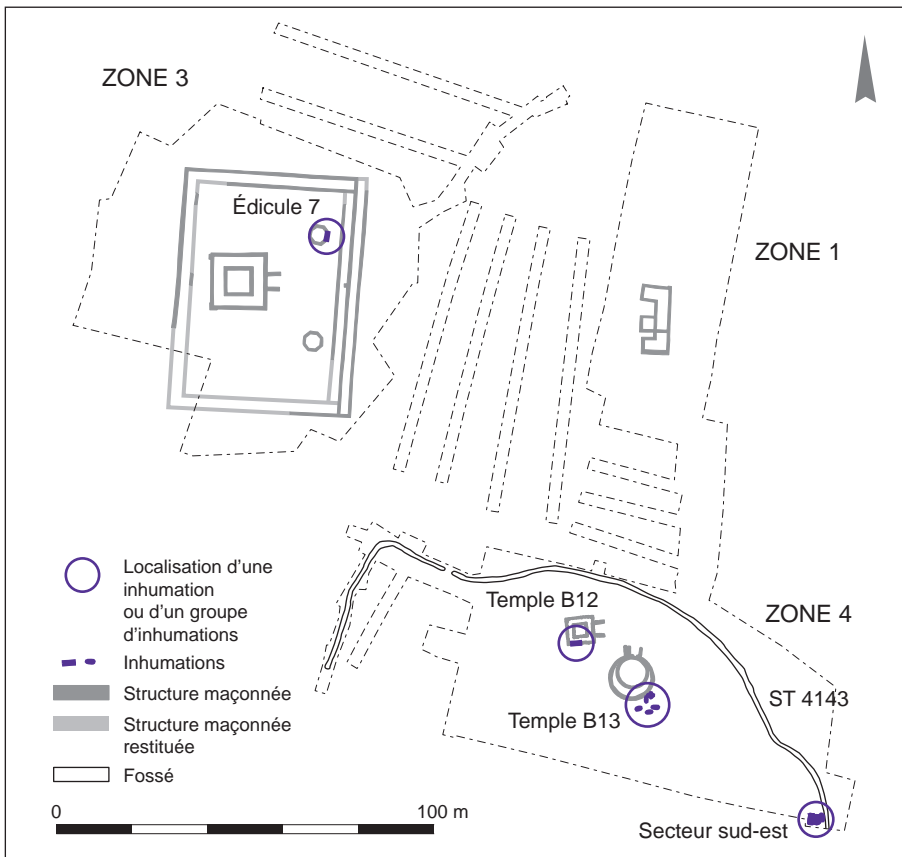 ZONE 3
Édicule 7
ZONE 1
Localisation d'une
inhumation
ou d'un groupe
d'inhumations
Inhumations
Structure maçonnée
Structure maçonnée
restituée
Fossé
0 100 m
Temple B12
ZONE 4
ST 4143
Temple B13
Secteur sud-est